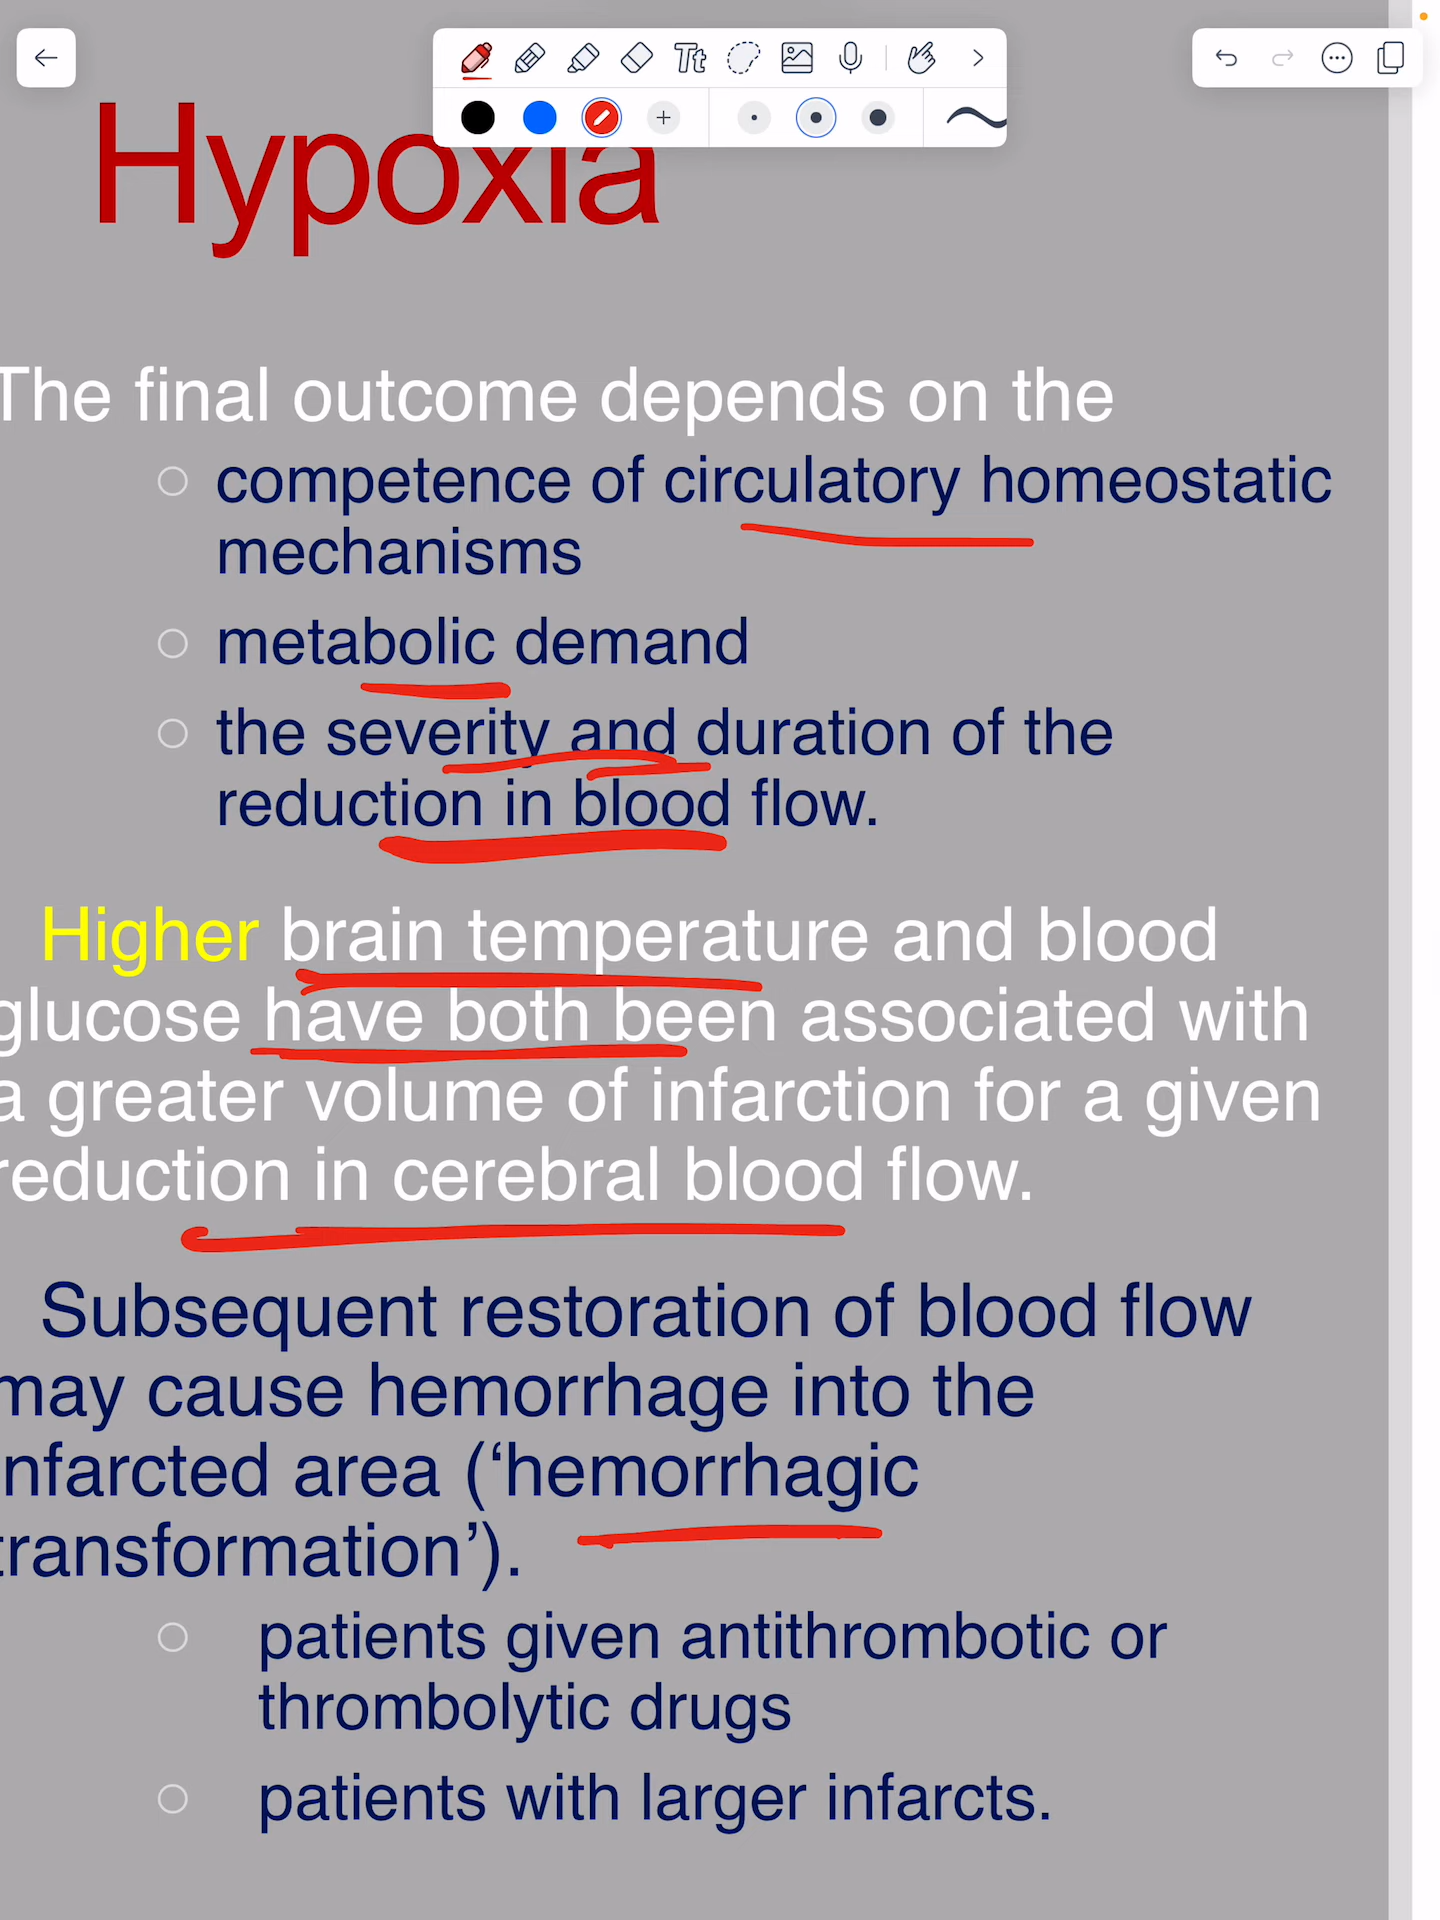 Tt
Hypoxia
The final outcome depends on the
competence of circulatory homeostatic
mechanisms
metabolic demand
the severity and duration of the
reduction in blood flow.
Higher brain temperature and blood
glucose have both been associated with
a greater volume of infarction for a given
reduction in cerebral blood flow.
Subsequent restoration of blood flow
may cause hemorrhage into the
infarcted area (‘hemorrhagic
transformation’).
patients given antithrombotic or
thrombolytic drugs
patients with larger infarcts.